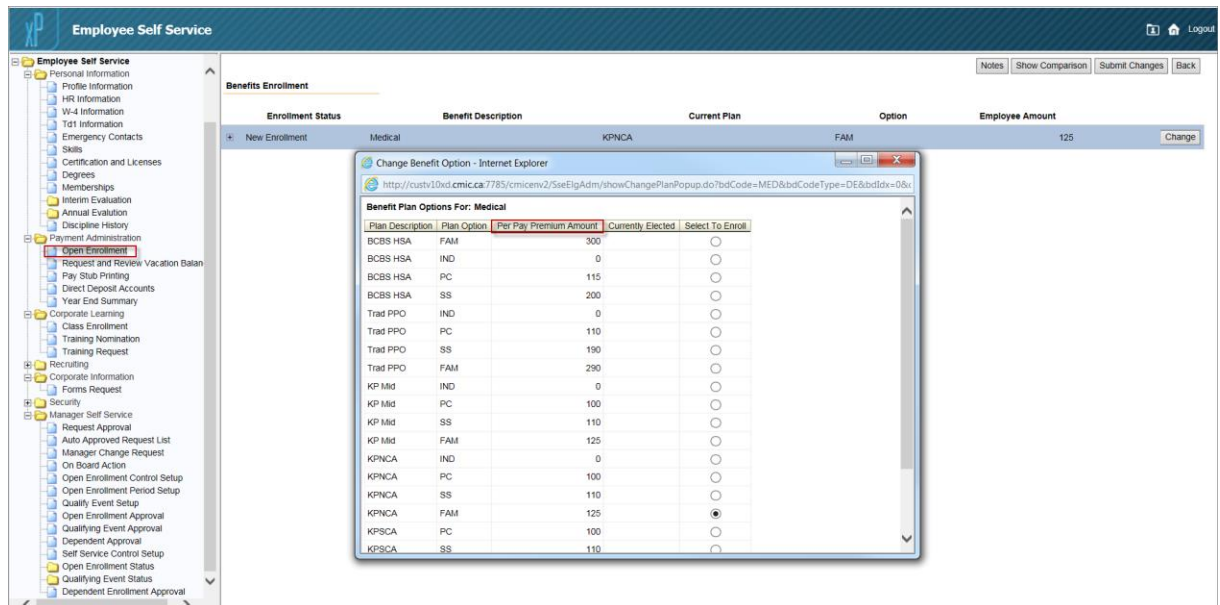 XP
Employee Self Service
Logout
Employee Self Service
Personal Information
Profile Information
HR Information
W-4 Information
Td1 Information
Emergency Contacts
Skills
Certification and Licenses
Degrees
Memberships
Interim Evaluation
Annual Evalution
Discipline History
Payment Administration
Open Enrollment
Request and Review Vacation Balan
Pay Stub Printing
Direct Deposit Accounts
Year End Summary
Corporate Learning
Class Enrollment
Training Nomination
Training Request
Recruiting
Corporate Information
Forms Request
Security
Manager Self Service
Request Approval
Auto Approved Request List
Manager Change Request
On Board Action
Open Enrollment Control Setup
Open Enrollment Period Setup
Qualify Event Setup
Open Enrollment Approval
Qualifying Event Approval
Dependent Approval
Self Service Control Setup
Open Enrollment Status
Qualifying Event Status
Dependent Enrollment Approval
Notes Show Comparison Submit Changes Back
Benefits Enrollment
Enrollment Status Benefit Description Current Plan Option Employee Amount
New Enrollment Medical KPNCA FAM 125 Change
Change Benefit Option - Internet Explorer
http://custv10xd.cmic.ca:7785/cmicenv2/SseElgAdm/showChangePlanPopup.do?bdCode=MED&bdCodeType=DE&bdIdx=0&
Benefit Plan Options For: Medical
Plan Description Plan Option Per Pay Premium Amount Currently Elected Select To Enroll
BCBS HSA FAM 300
BCBS HSA IND 0
BCBS HSA PC 115
BCBS HSA SS 200
Trad PPO IND 0
Trad PPO PC 110
Trad PPO SS 190
Trad PPO FAM 290
KP Mid IND 0
KP Mid PC 100
KP Mid SS 110
KP Mid FAM 125
KPNCA IND 0
KPNCA PC 100
KPNCA SS 110
KPNCA FAM 125
KPSCA PC 100
KPSCA SS 110